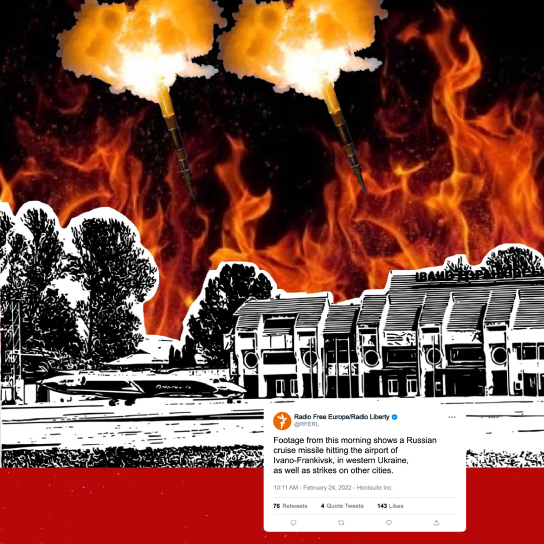 Radio Free Europe/Radio Liberty
@RFERL
Footage from this morning shows a Russian
cruise missile hitting the airport of
Ivano-Frankivsk, in western Ukraine,
as well as strikes on other cities.
10:11 AM - February 24, 2022 - Hootsuite Inc.
76 Retweets 4 Quote Tweets 143 Likes